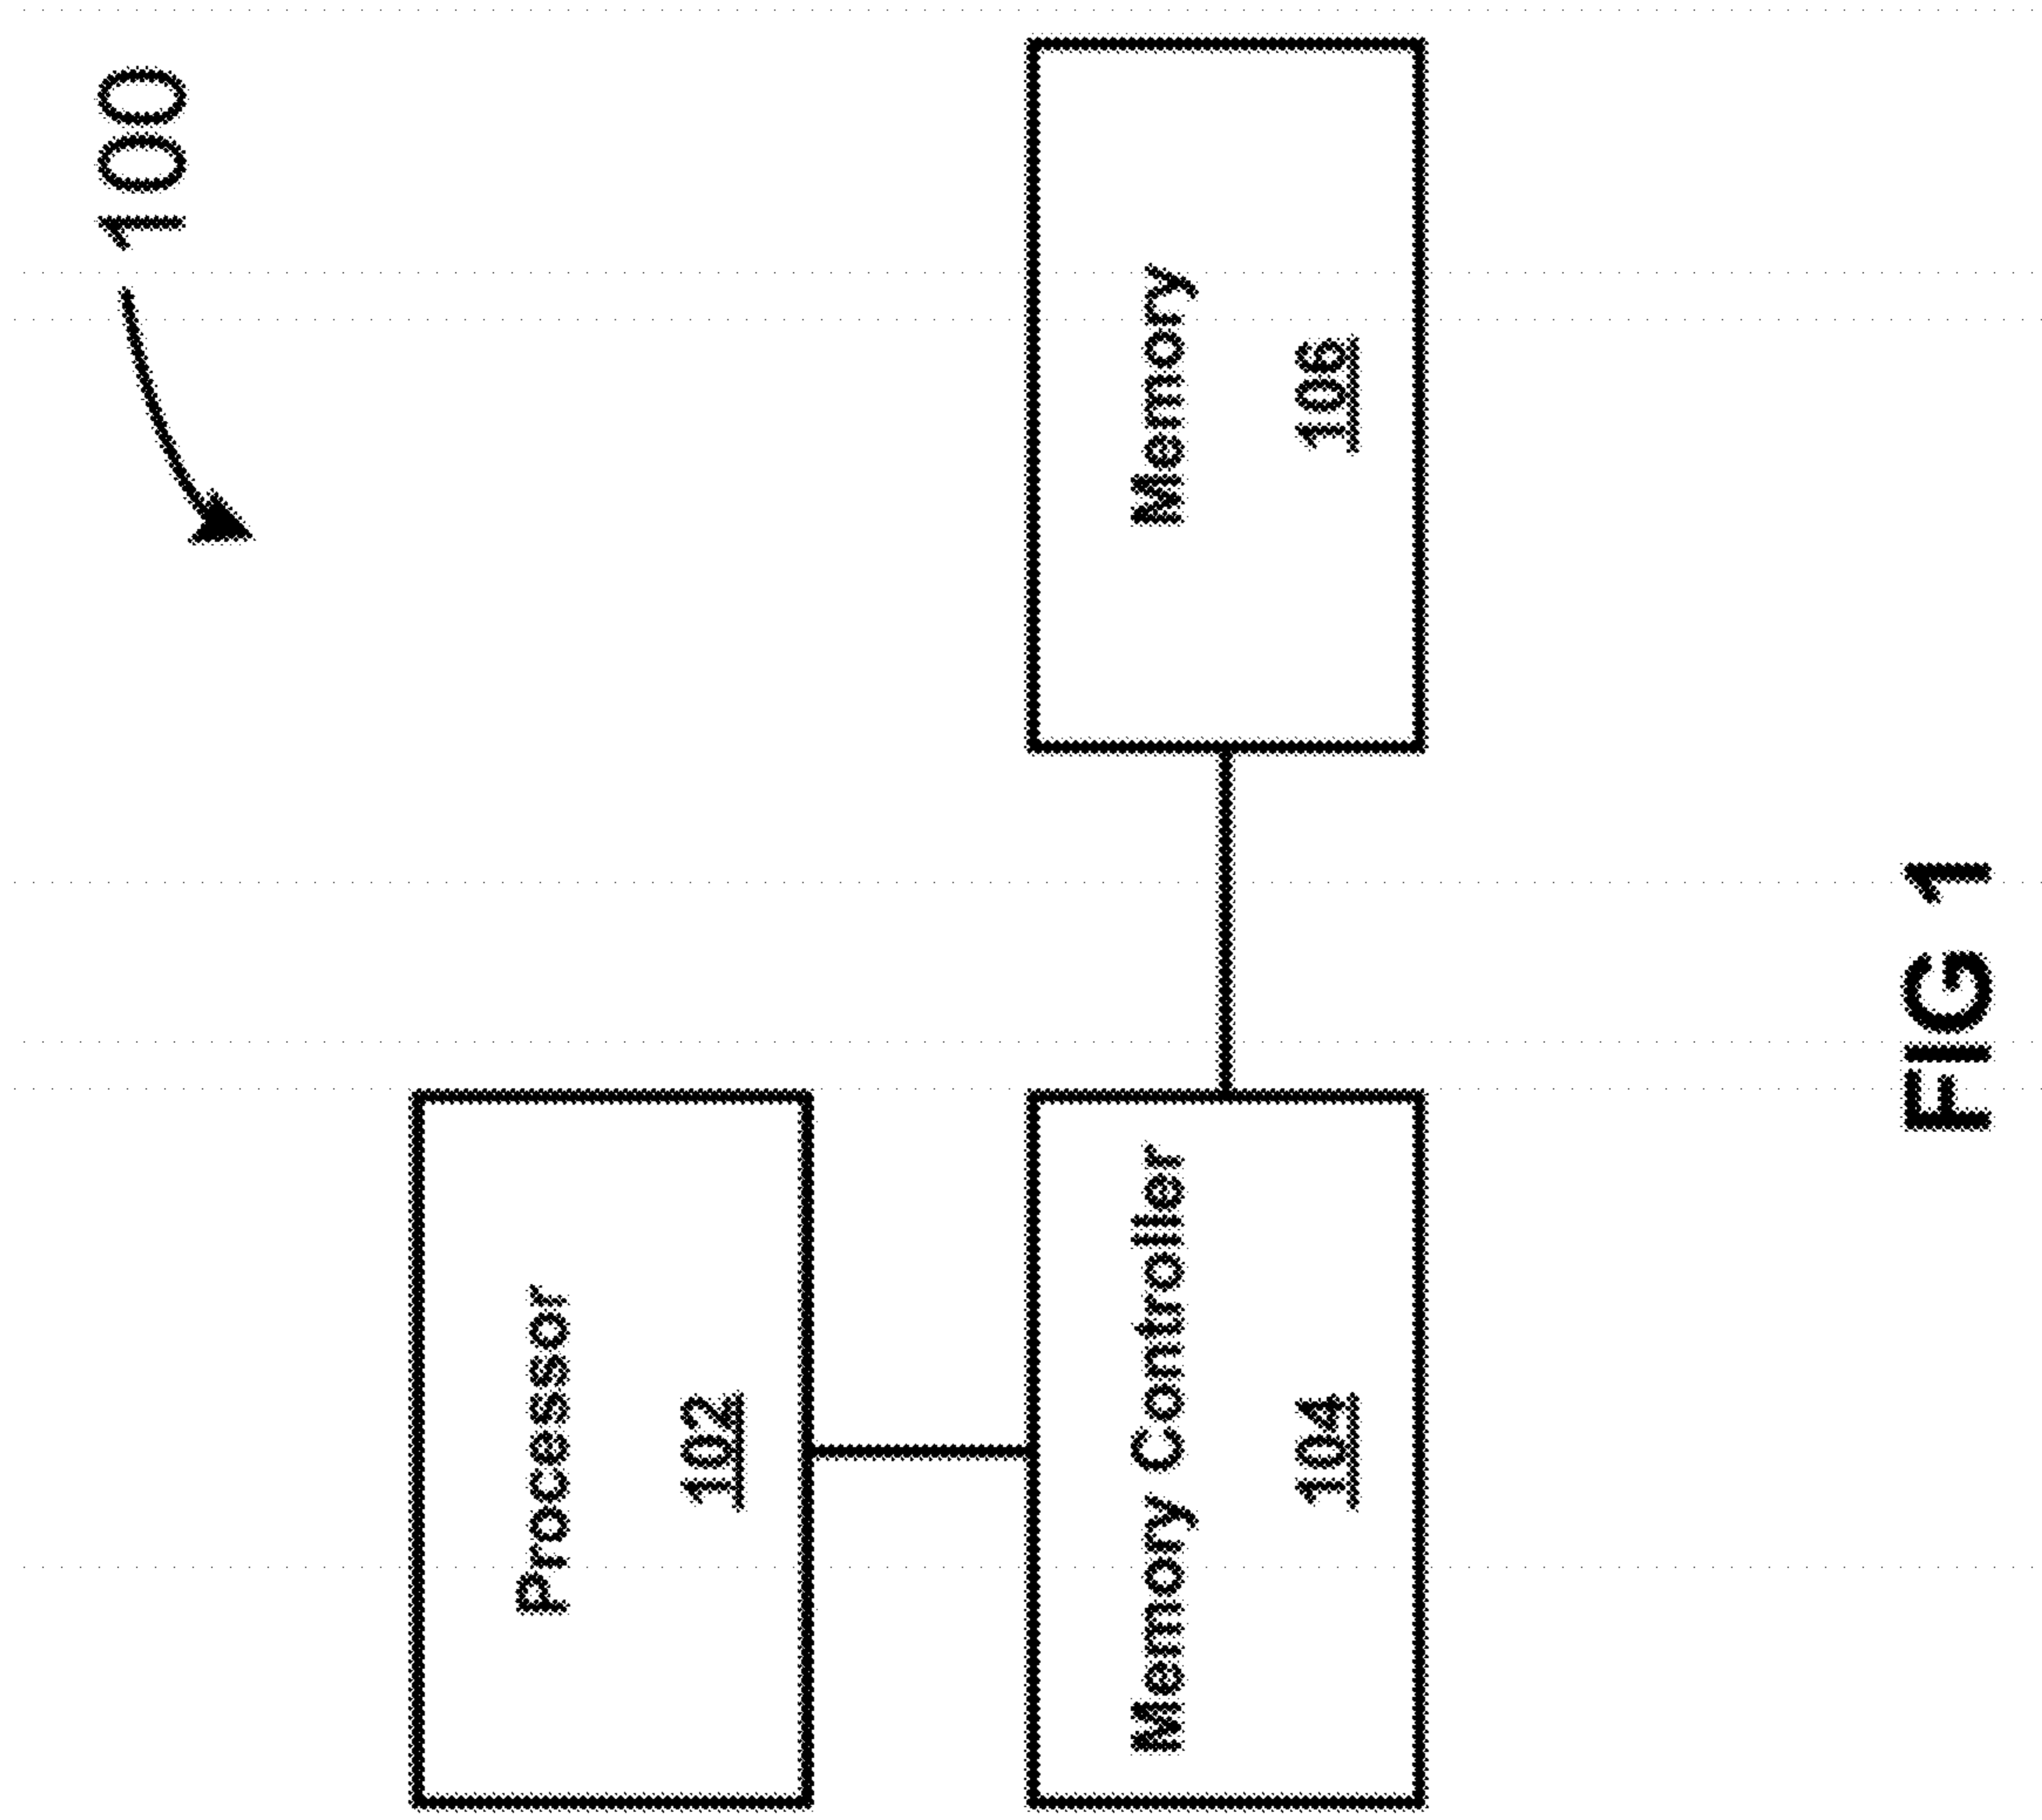 100
Processor
102
Memory Controller
104
Memory
106
FIG 1